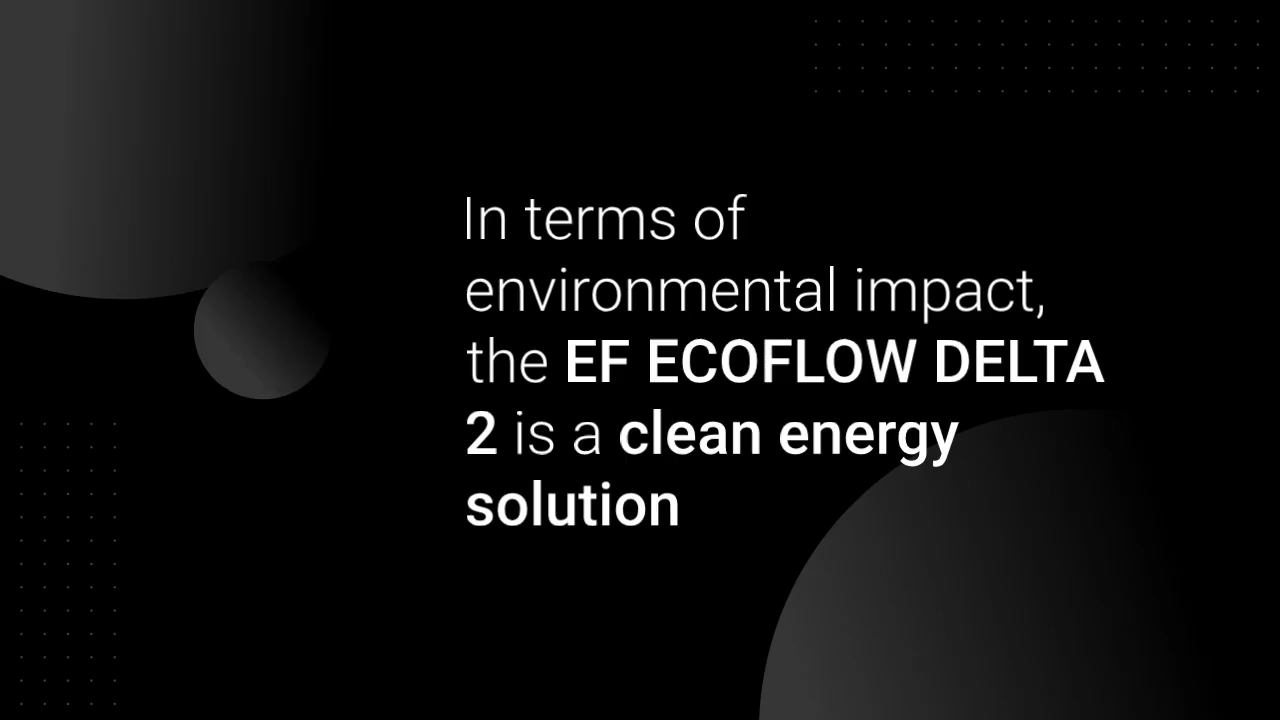 In terms of
environmental impact,
the EF ECOFLOW DELTA
2 is a clean energy
solution